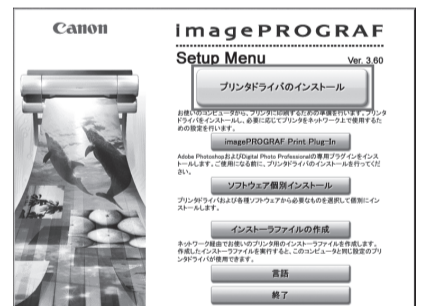 Canon
imagePROGRAF
Setup Menu
Ver. 3.60
プリンタドライバのインストール
お使いのコンピュータから、プリンタに印刷するための準備を行います。プリンタ
ドライバをインストールし、必要に応じてプリンタをネットワーク上で使用するた
めの設定を行います。
imagePROGRAF Print Plug-In
Adobe PhotoshopおよびDigital Photo Professionalの専用プラグインをインス
トールします。ご使用になる前に、プリンタドライバのインストールを行ってくだ
さい。
ソフトウェア個別インストール
プリンタドライバおよび各種ソフトウェアから必要なものを選択して個別にイン
ストールします。
インストーラファイルの作成
ネットワーク経由でお使いのプリンタ用のインストーラファイルを作成します。
作成したインストーラファイルを実行すると、このコンピュータと同じ設定のプリ
ンタドライバが使用できます。
言語
終了